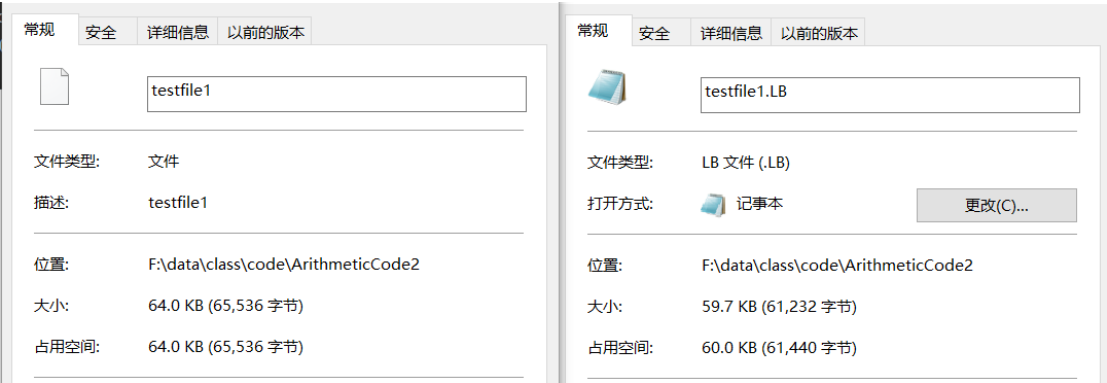 常规 安全 详细信息 以前的版本
testfile1
文件类型: 文件
描述: testfile1
位置: F:\data\class\code\ArithmeticCode2
大小: 64.0 KB (65,536 字节)
占用空间: 64.0 KB (65,536 字节)
常规 安全 详细信息 以前的版本
testfile1.LB
文件类型: LB 文件 (.LB)
打开方式: 记事本 更改(C)...
位置: F:\data\class\code\ArithmeticCode2
大小: 59.7 KB (61,232 字节)
占用空间: 60.0 KB (61,440 字节)